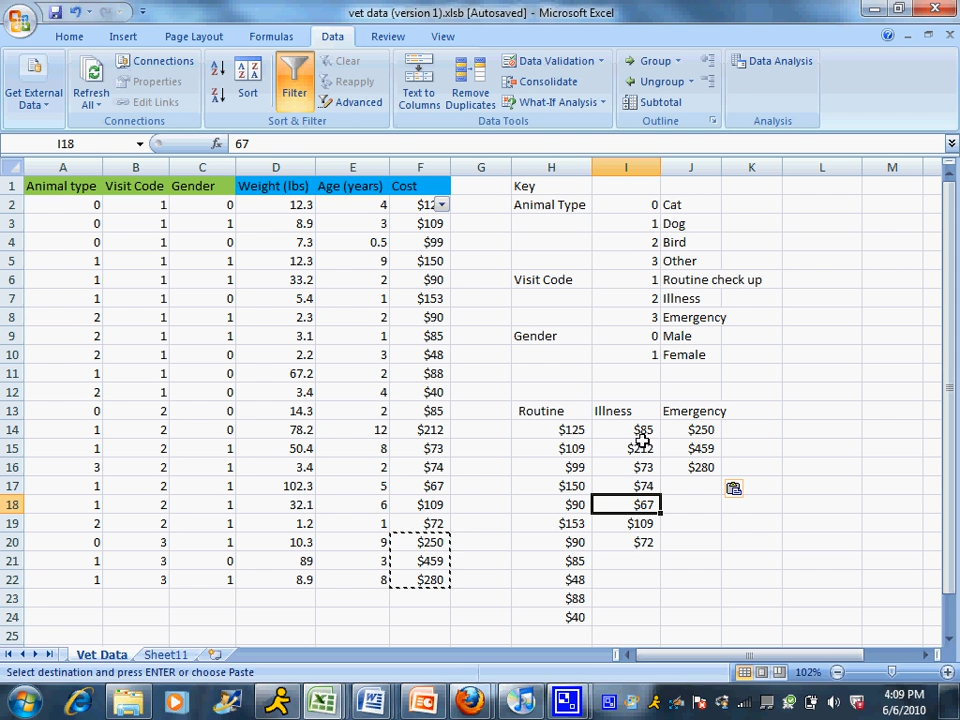 vet data (version 1).xlsb [Autosaved] - Microsoft Excel
Home Insert Page Layout Formulas Data Review View
Get External Data
Refresh All
Connections
Properties
Edit Links
Connections
Sort
Filter
Clear
Reapply
Advanced
Sort & Filter
Text to Columns
Remove Duplicates
Data Validation
Consolidate
What-If Analysis
Data Tools
Group
Ungroup
Subtotal
Outline
Data Analysis
Analysis
I18 fx 67
A B C D E F G H I J K L M
1 Animal type Visit Code Gender Weight (lbs) Age (years) Cost Key
2 0 1 0 12.3 4 Animal Type 0 Cat
3 0 1 1 8.9 3 $109 1 Dog
4 0 1 0 7.3 0.5 $99 2 Bird
5 1 1 1 12.3 9 $150 3 Other
6 1 1 1 33.2 2 $90 Visit Code 1 Routine check up
7 1 1 0 5.4 1 $153 2 Illness
8 2 1 1 2.3 2 $90 3 Emergency
9 2 1 1 3.1 1 $85 Gender 0 Male
10 2 1 0 2.2 3 $48 1 Female
11 1 1 0 67.2 2 $88
12 2 1 0 3.4 4 $40
13 0 2 0 14.3 2 $85 Routine Illness Emergency
14 1 2 0 78.2 12 $212 $125 $85 $250
15 1 2 1 50.4 8 $73 $109 $212 $459
16 3 2 1 3.4 2 $74 $99 $73 $280
17 1 2 1 102.3 5 $67 $150 $74
18 1 2 1 32.1 6 $109 $90 $67
19 2 2 1 1.2 1 $72 $153 $109
20 0 3 1 10.3 9 $250 $90 $72
21 1 3 0 89 3 $459 $85
22 1 3 1 8.9 8 $280 $48
23 $88
24 $40
25
Vet Data Sheet11
Select destination and press ENTER or choose Paste 102%
4:09 PM
6/6/2010